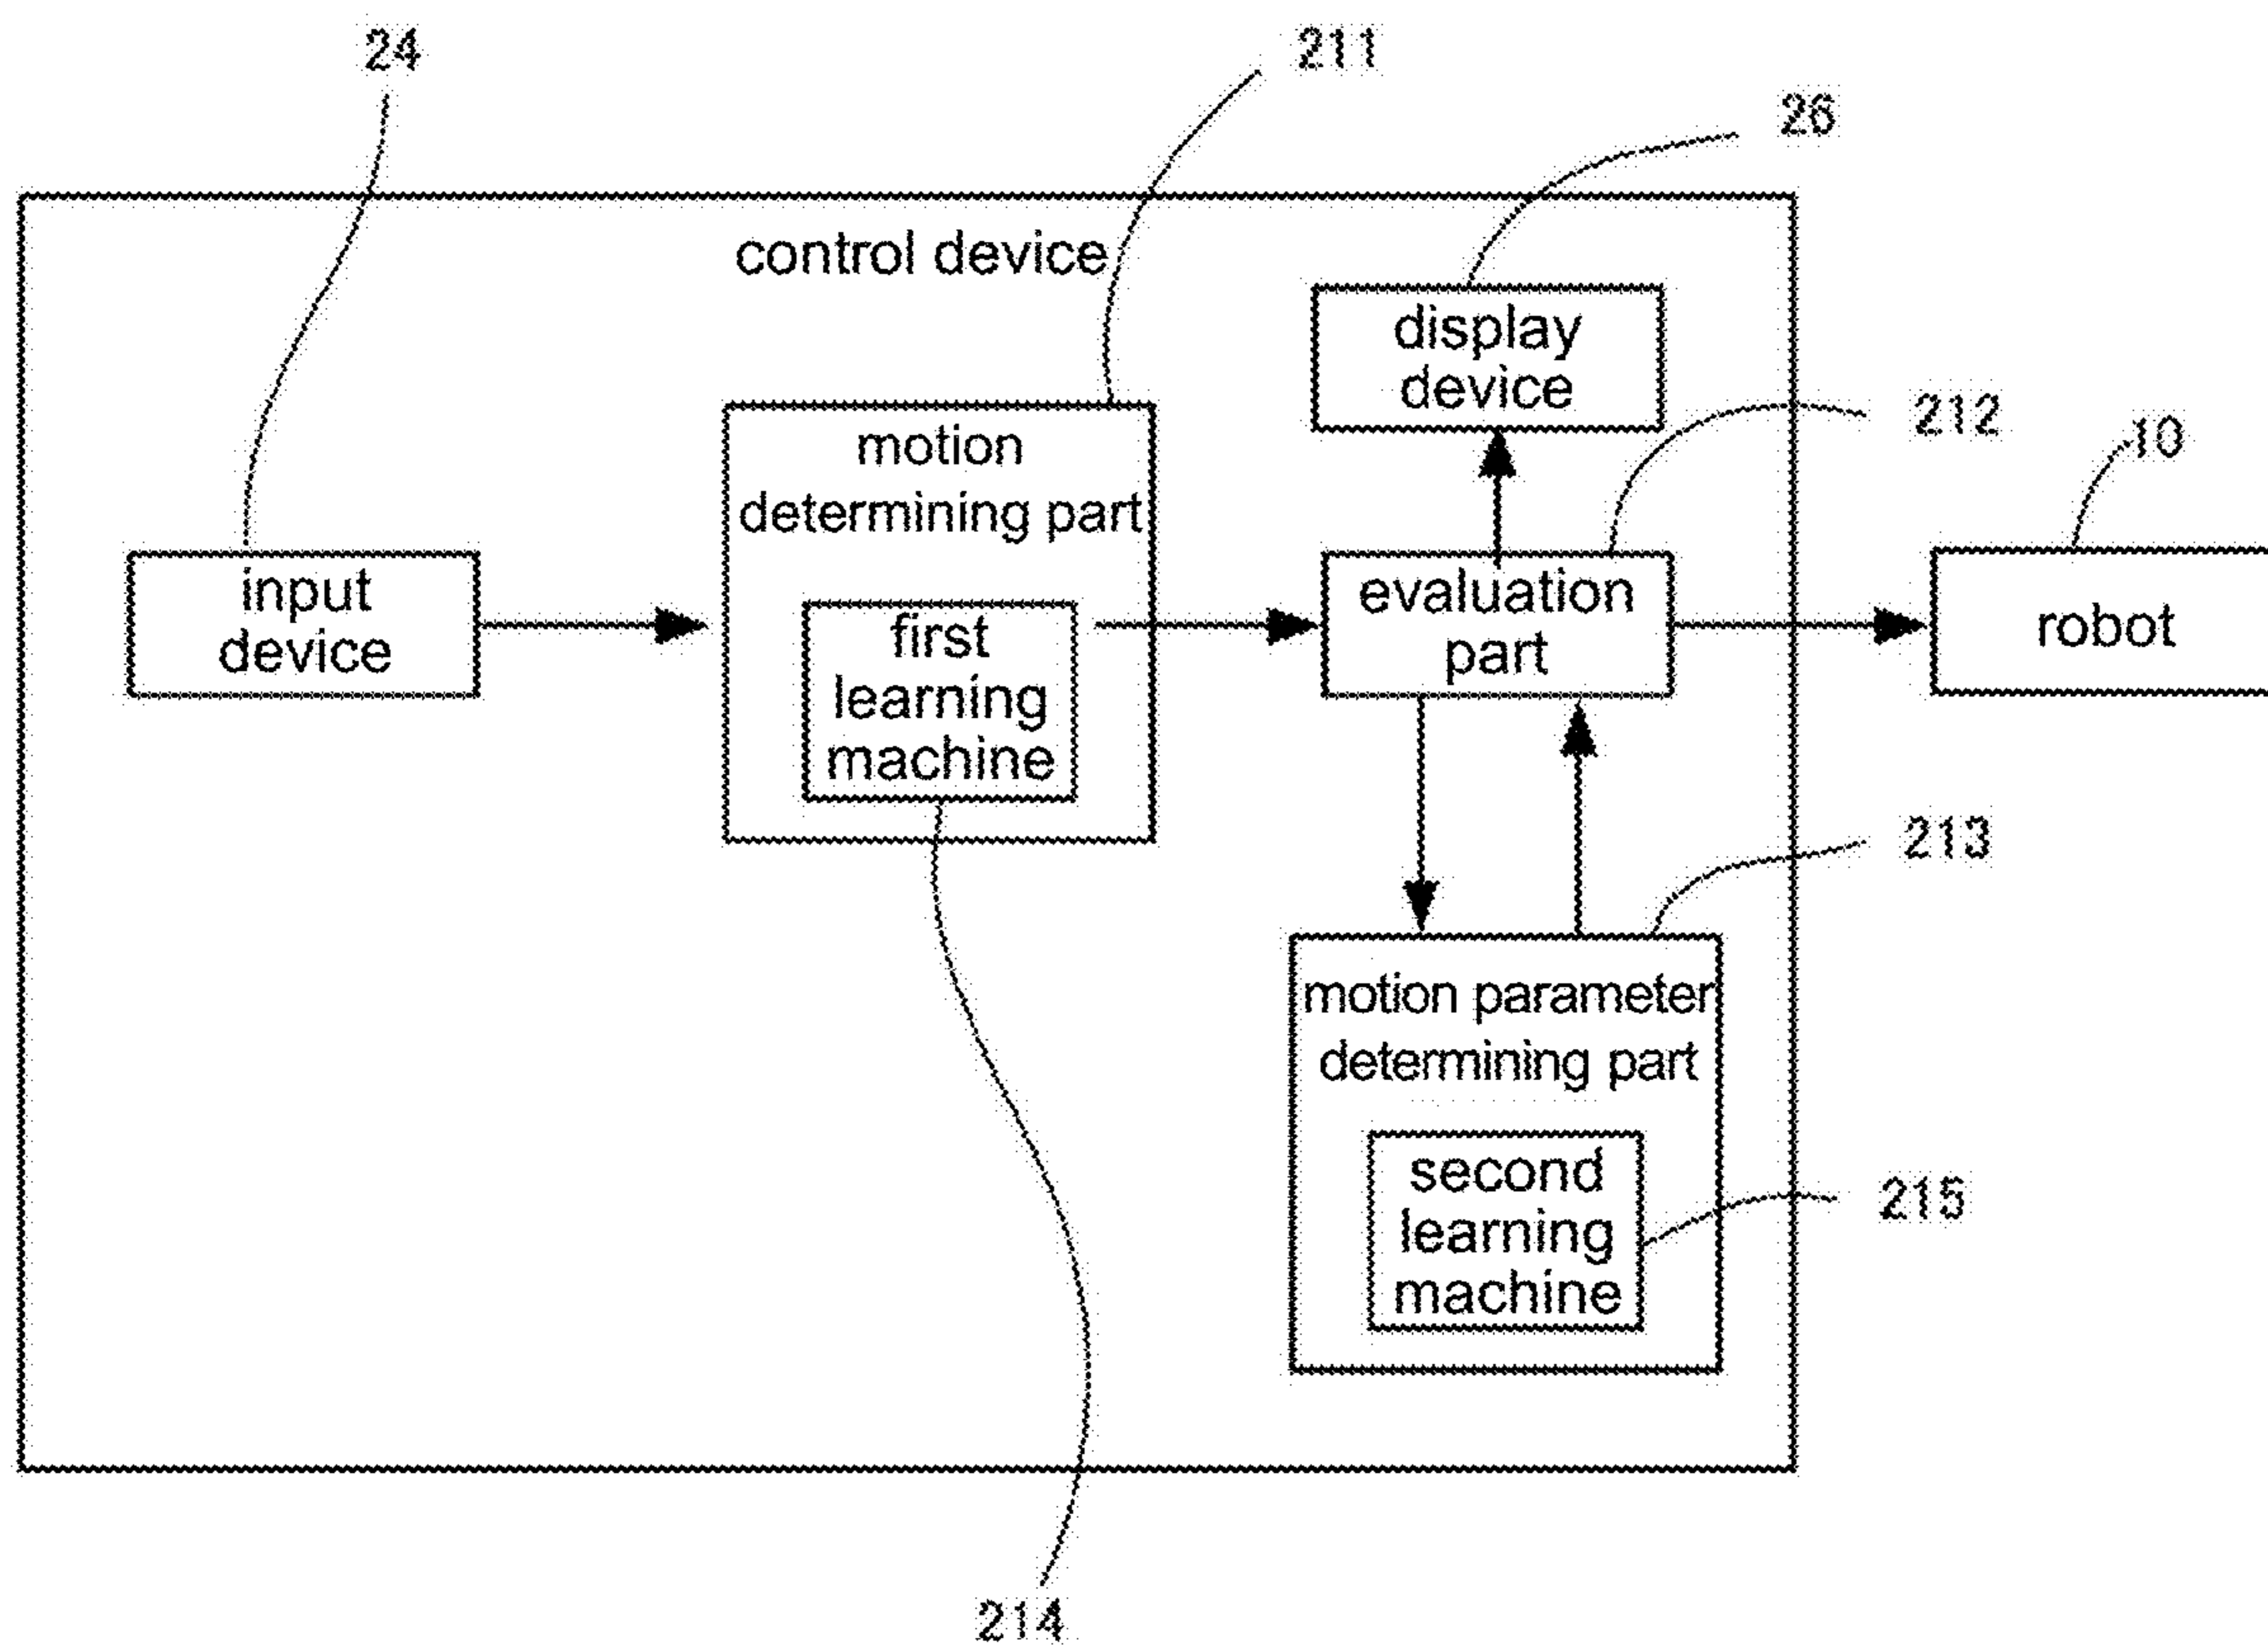 24
211
26
control device
display
device
212
10
motion
determining part
input
device
first
learning
machine
evaluation
part
robot
213
motion parameter
determining part
second
learning
machine
215
214